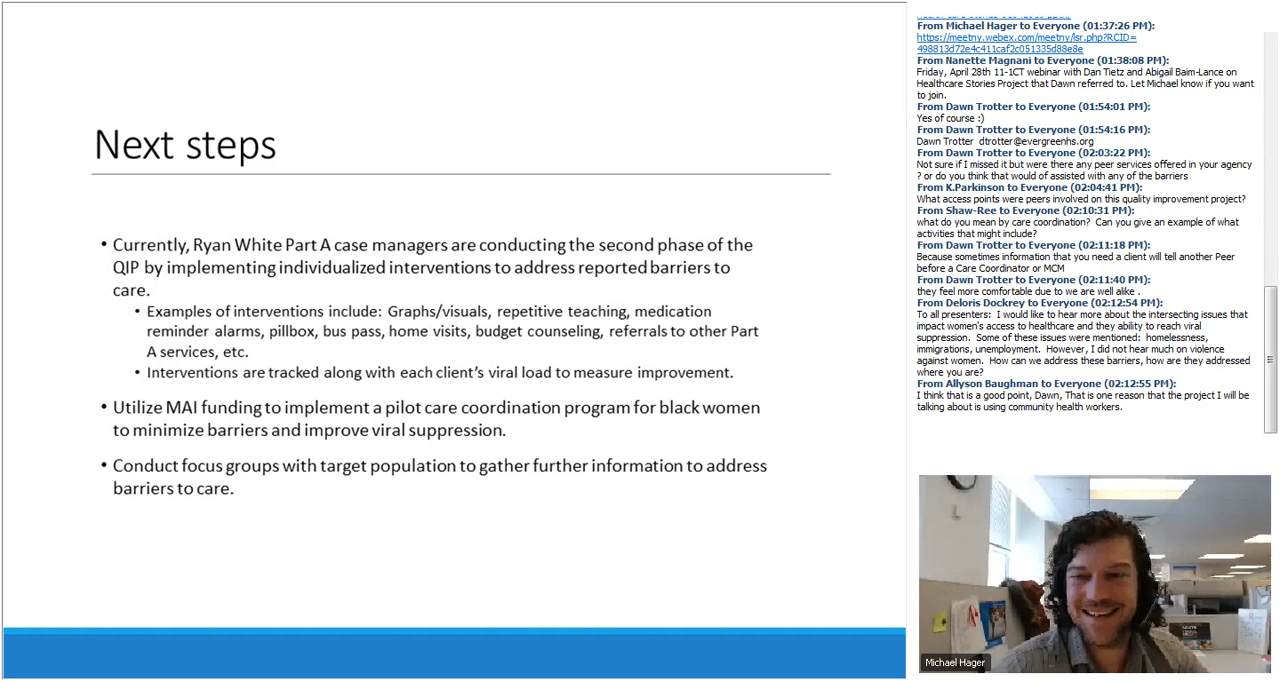 Next steps
• Currently, Ryan White Part A case managers are conducting the second phase of the
QIP by implementing individualized interventions to address reported barriers to
care.
• Examples of interventions include: Graphs/visuals, repetitive teaching, medication
reminder alarms, pillbox, bus pass, home visits, budget counseling, referrals to other Part
A services, etc.
• Interventions are tracked along with each client's viral load to measure improvement.
• Utilize MAI funding to implement a pilot care coordination program for black women
to minimize barriers and improve viral suppression.
• Conduct focus groups with target population to gather further information to address
barriers to care.
From Michael Hager to Everyone (01:37:26 PM):
https://meetny.webex.com/meetny/lsr.php?RCID=
498813d72e4c411caf2c051335d88e8e
From Nanette Magnani to Everyone (01:38:08 PM):
Friday, April 28th 11-1CT webinar with Dan Tietz and Abigail Baim-Lance on
Healthcare Stories Project that Dawn referred to. Let Michael know if you want
to join.
From Dawn Trotter to Everyone (01:54:01 PM):
Yes of course :)
From Dawn Trotter to Everyone (01:54:16 PM):
Dawn Trotter dtrotter@evergreenhs.org
From Dawn Trotter to Everyone (02:03:22 PM):
Not sure if I missed it but were there any peer services offered in your agency
? or do you think that would of assisted with any of the barriers
From K.Parkinson to Everyone (02:04:41 PM):
What access points were peers involved on this quality improvement project?
From Shaw-Ree to Everyone (02:10:31 PM):
what do you mean by care coordination? Can you give an example of what
activities that might include?
From Dawn Trotter to Everyone (02:11:18 PM):
Because sometimes information that you need a client will tell another Peer
before a Care Coordinator or MCM
From Dawn Trotter to Everyone (02:11:40 PM):
they feel more comfortable due to we are well alike .
From Deloris Dockrey to Everyone (02:12:54 PM):
To all presenters: I would like to hear more about the intersecting issues that
impact women's access to healthcare and they ability to reach viral
suppression. Some of these issues were mentioned: homelessness,
immigrations, unemployment. However, I did not hear much on violence
against women. How can we address these barriers, how are they addressed
where you are?
From Allyson Baughman to Everyone (02:12:55 PM):
I think that is a good point, Dawn, That is one reason that the project I will be
talking about is using community health workers.
Michael Hager